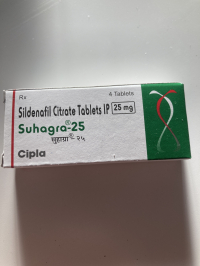 Rx 4 Tablets
Sildenafil Citrate Tablets IP 25 mg
Suhagra®-25
सुहाग्रा® २५
Cipla